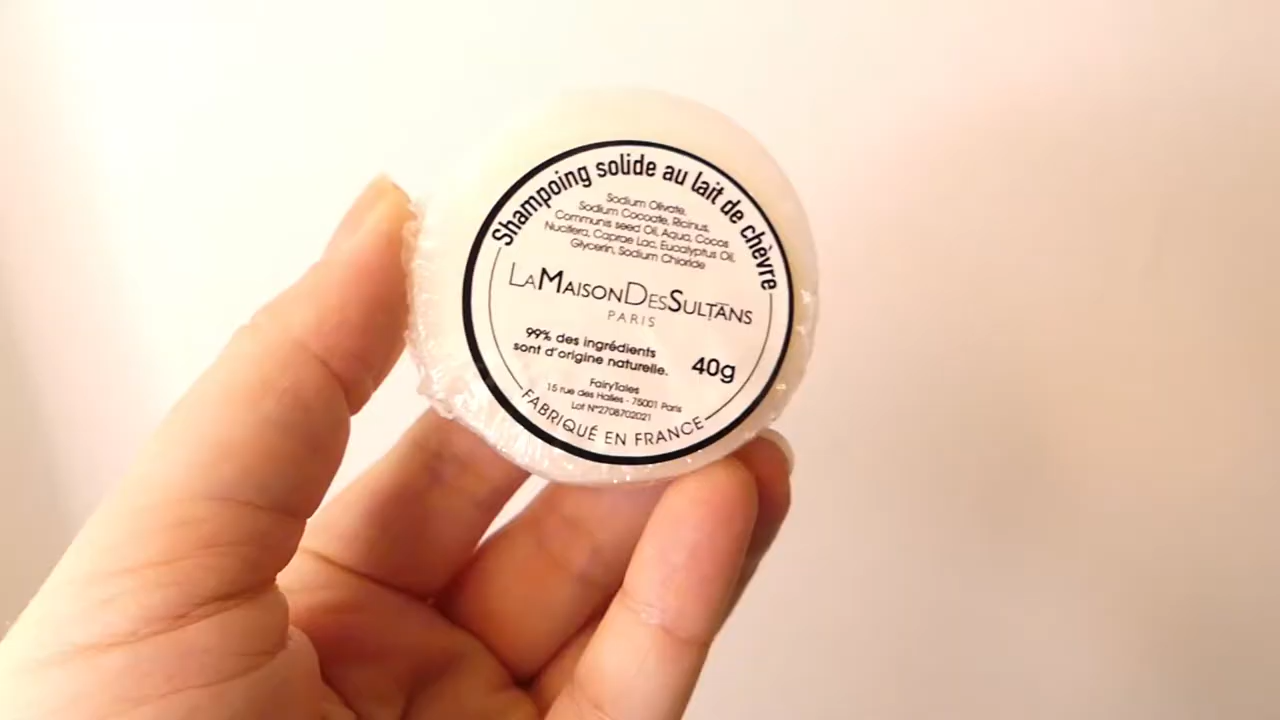 Shampoing solide au lait de chèvre
Sodium Olivate,
Sodium Cocoate, Ricinus,
Communis seed Oil, Aqua, Cocos
Nucifera, Caprae Lac, Eucalyptus Oil,
Glycerin, Sodium Chloride
LAMAISONDESSULTANS
PARIS
99% des ingrédients
sont d'origine naturelle.
40g
FairyTales
15 rue des Halles - 75001 Paris
Lot N°2708702021
FABRIQUÉ EN FRANCE